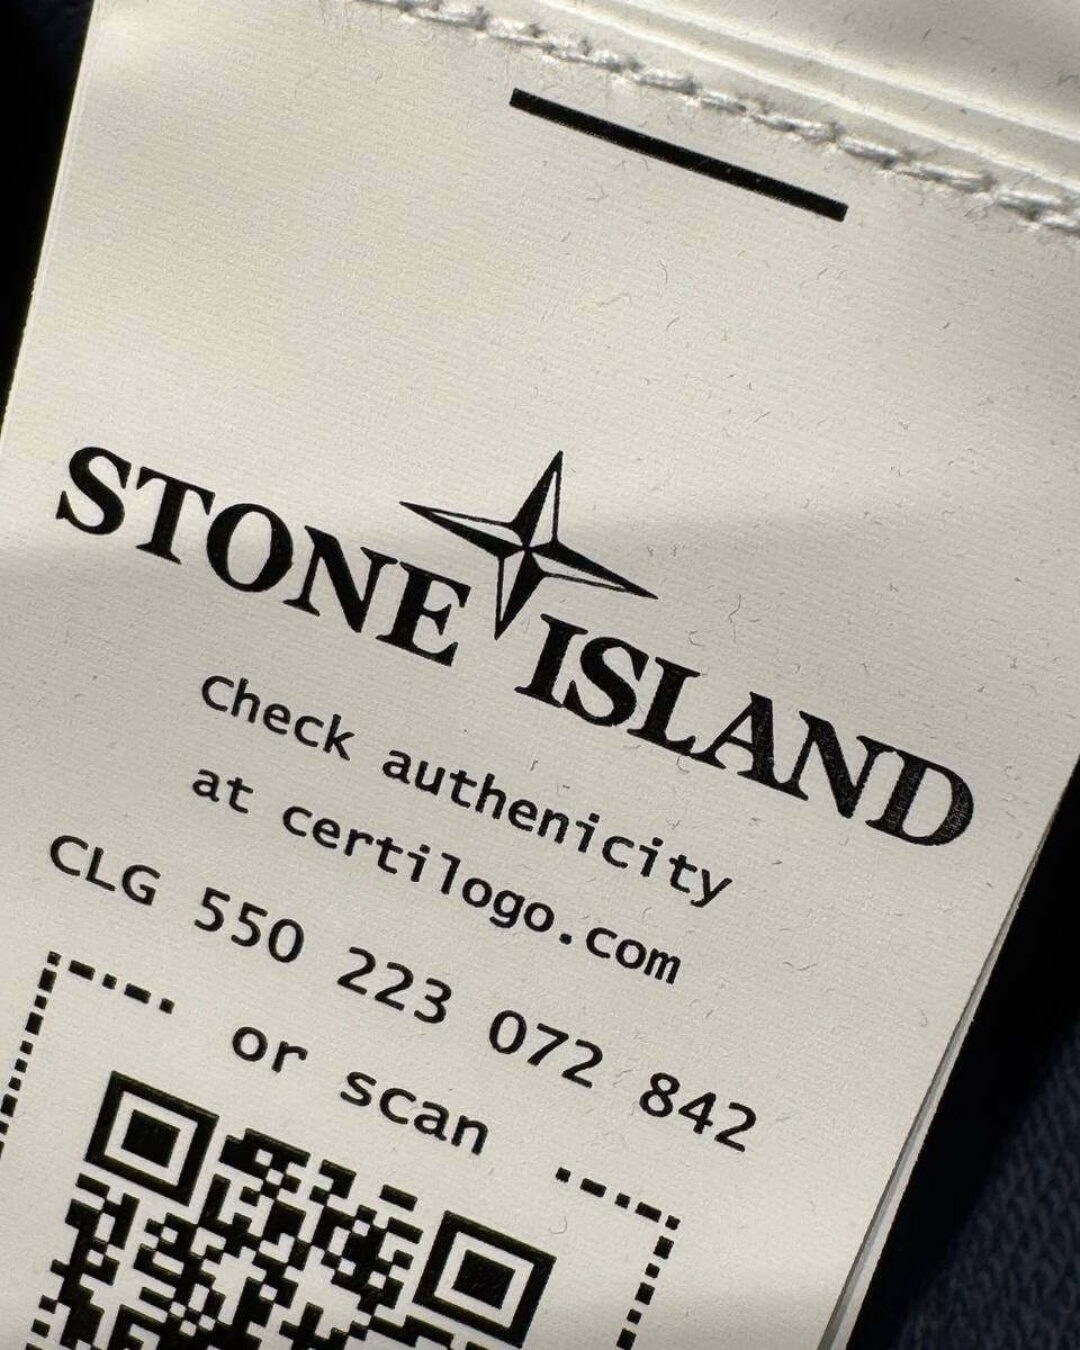 STONE ISLAND
Check authenicity
at certilogo.com
CLG 550 223 072 842
or scan